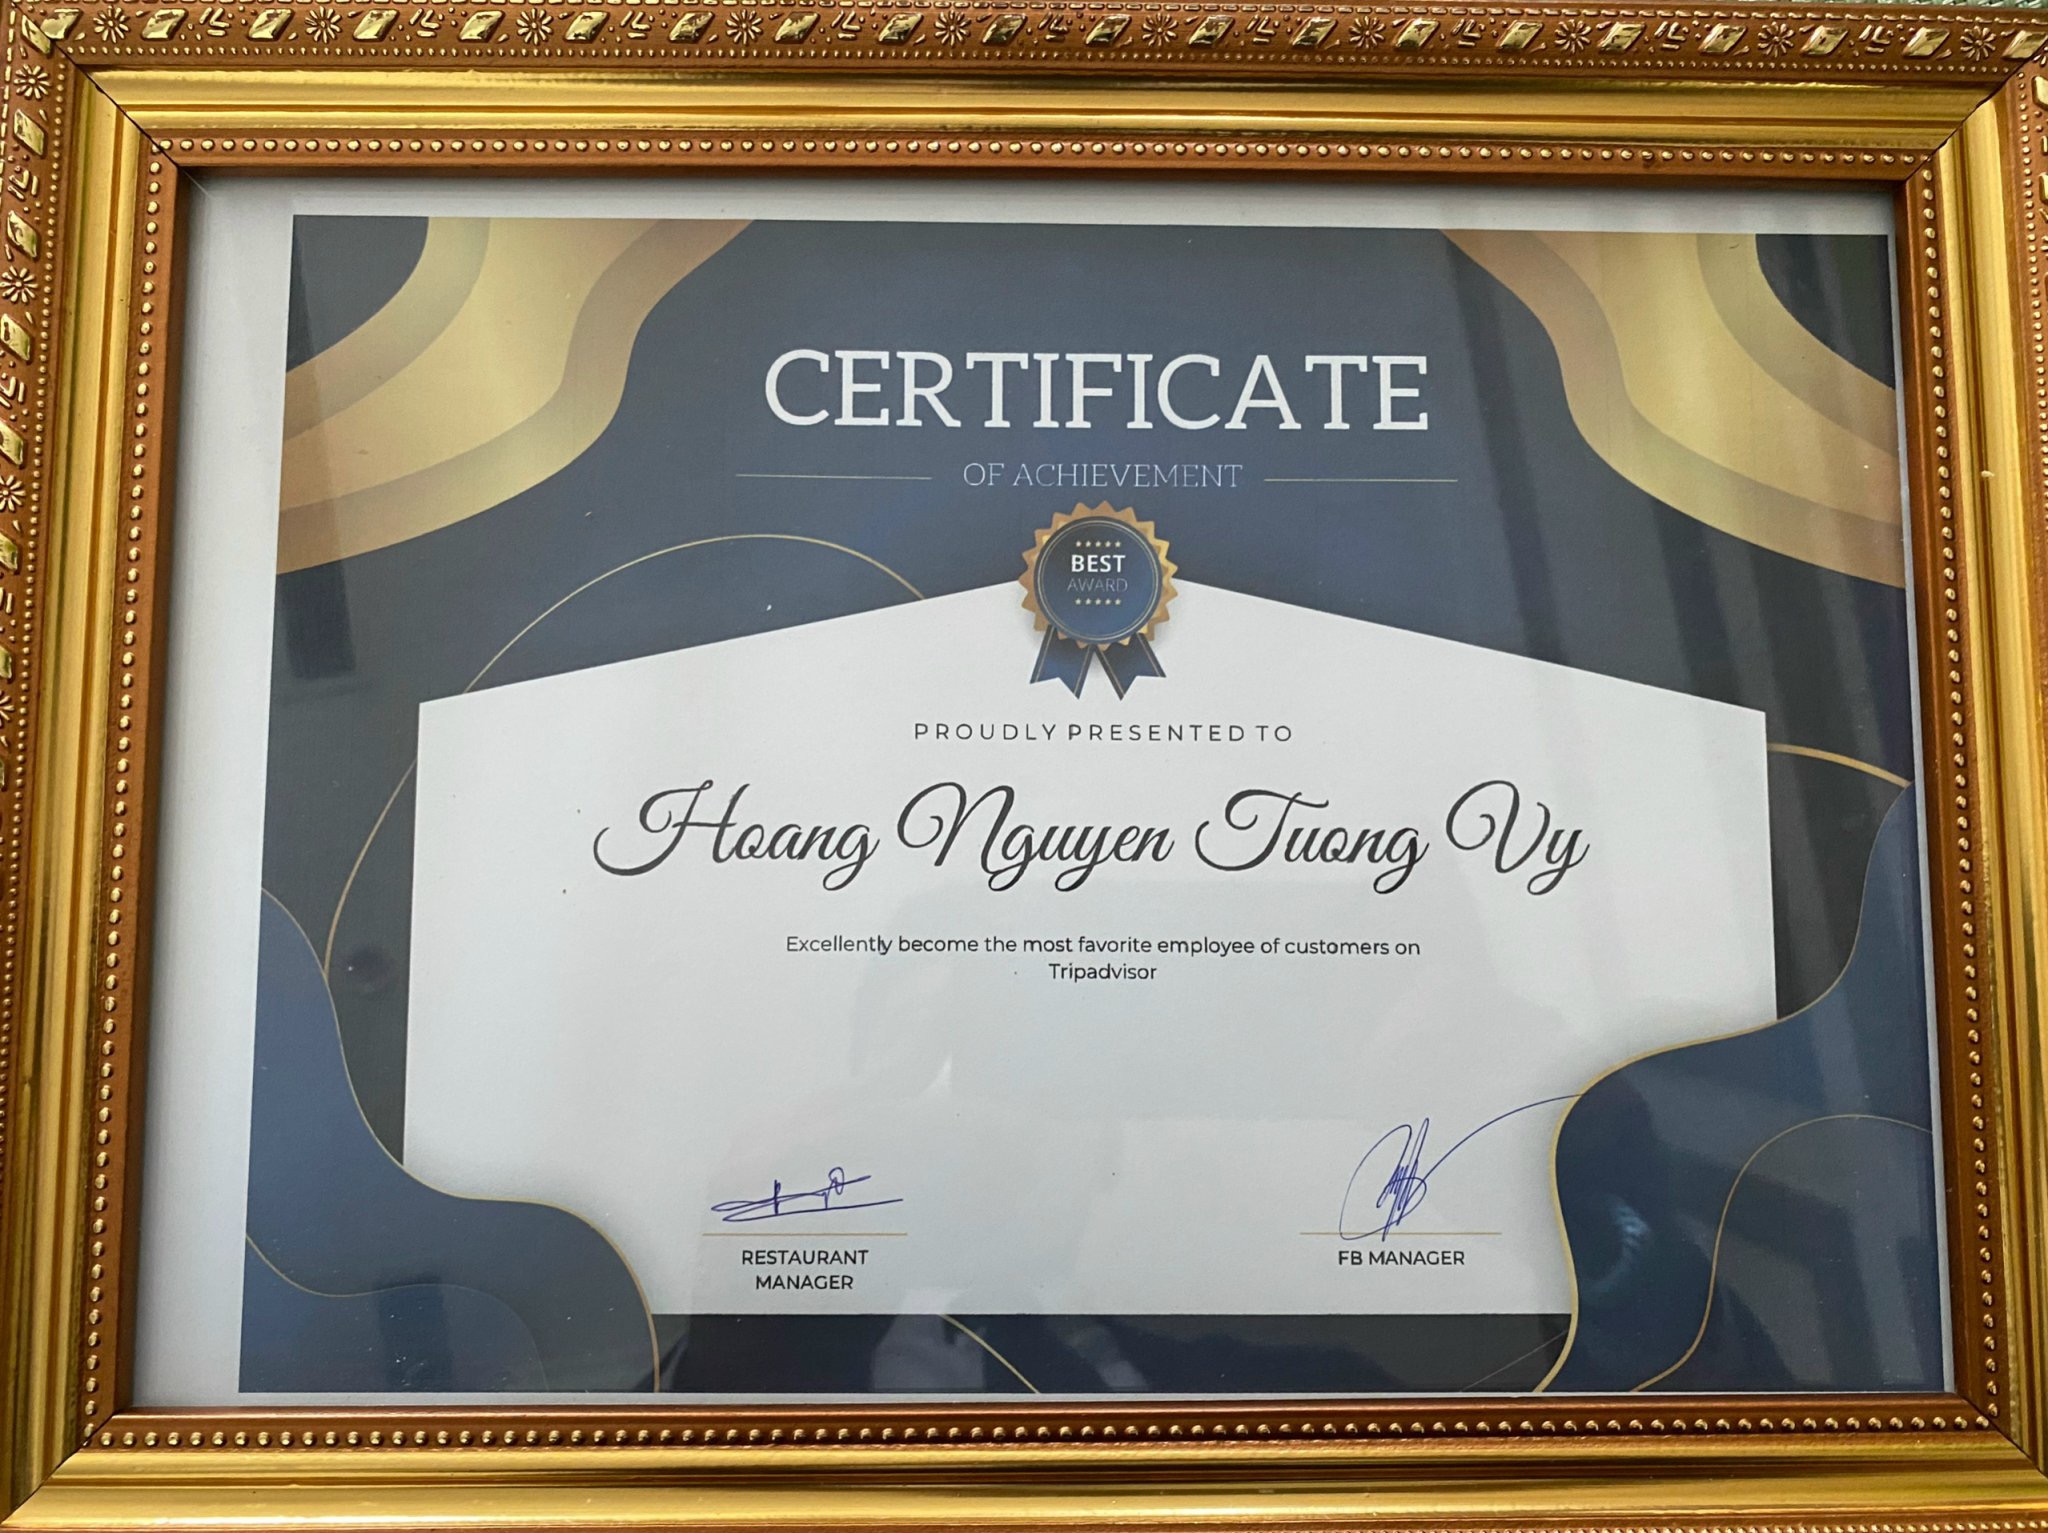 CERTIFICATE
OF ACHIEVEMENT
BEST
AWARD
PROUDLY PRESENTED TO
Hoang Nguyen Tuong Vy
Excellently become the most favorite employee of customers on
Tripadvisor
RESTAURANT
MANAGER
FB MANAGER